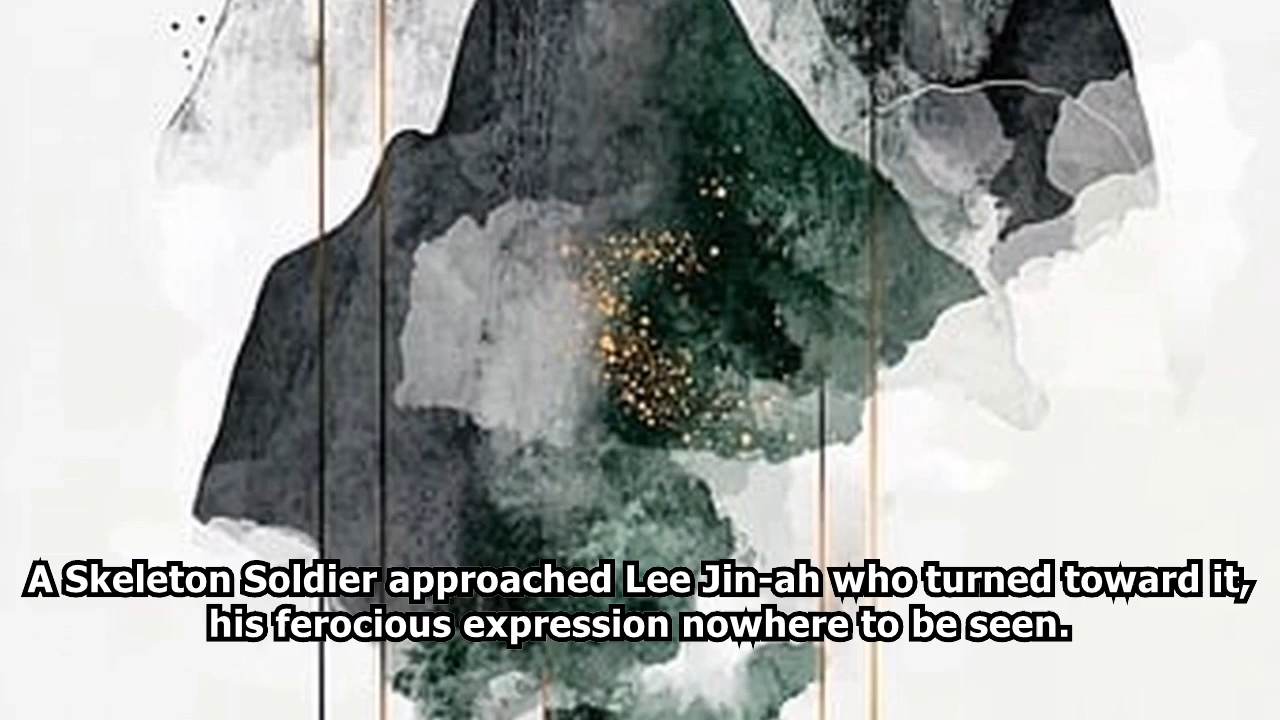 A Skeleton Soldier approached Lee Jin-ah who turned toward it,
his ferocious expression nowhere to be seen.